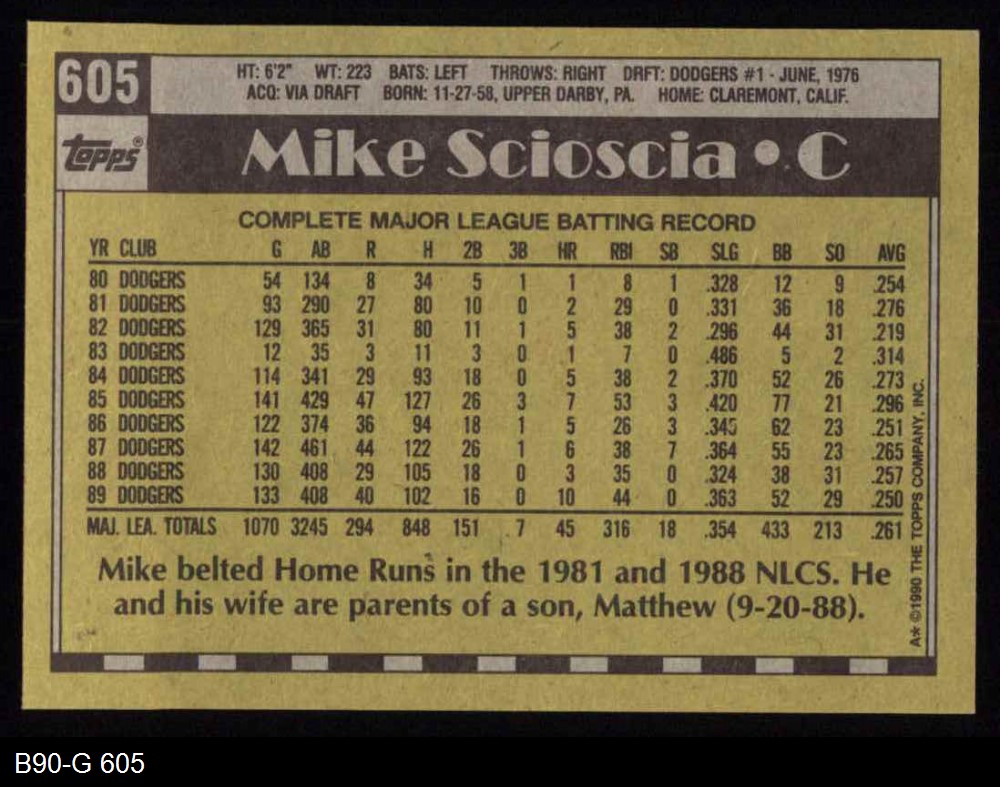 605
HT: 6'2" WT: 223 BATS: LEFT THROWS: RIGHT DRFT: DODGERS #1 - JUNE, 1976
ACQ: VIA DRAFT BORN: 11-27-58, UPPER DARBY, PA. HOME: CLAREMONT, CALIF.
Topps®
Mike Scioscia • C
COMPLETE MAJOR LEAGUE BATTING RECORD
YR CLUB G AB R H 2B 3B HR RBI SB SLG BB SO AVG
80 DODGERS 54 134 8 34 5 1 1 8 1 .328 12 9 .254
81 DODGERS 93 290 27 80 10 0 2 29 0 .331 36 18 .276
82 DODGERS 129 365 31 80 11 1 5 38 2 .296 44 31 .219
83 DODGERS 12 35 3 11 3 0 1 7 0 .486 5 2 .314
84 DODGERS 114 341 29 93 18 0 5 38 2 .370 52 26 .273
85 DODGERS 141 429 47 127 26 3 7 53 3 .420 77 21 .296
86 DODGERS 122 374 36 94 18 1 5 26 3 .345 62 23 .251
87 DODGERS 142 461 44 122 26 1 6 38 7 .364 55 23 .265
88 DODGERS 130 408 29 105 18 0 3 35 0 .324 38 31 .257
89 DODGERS 133 408 40 102 16 0 10 44 0 .363 52 29 .250
MAJ. LEA. TOTALS 1070 3245 294 848 151 7 45 316 18 .354 433 213 .261
Mike belted Home Runs in the 1981 and 1988 NLCS. He
and his wife are parents of a son, Matthew (9-20-88).
A* ©1990 THE TOPPS COMPANY, INC.
B90-G 605